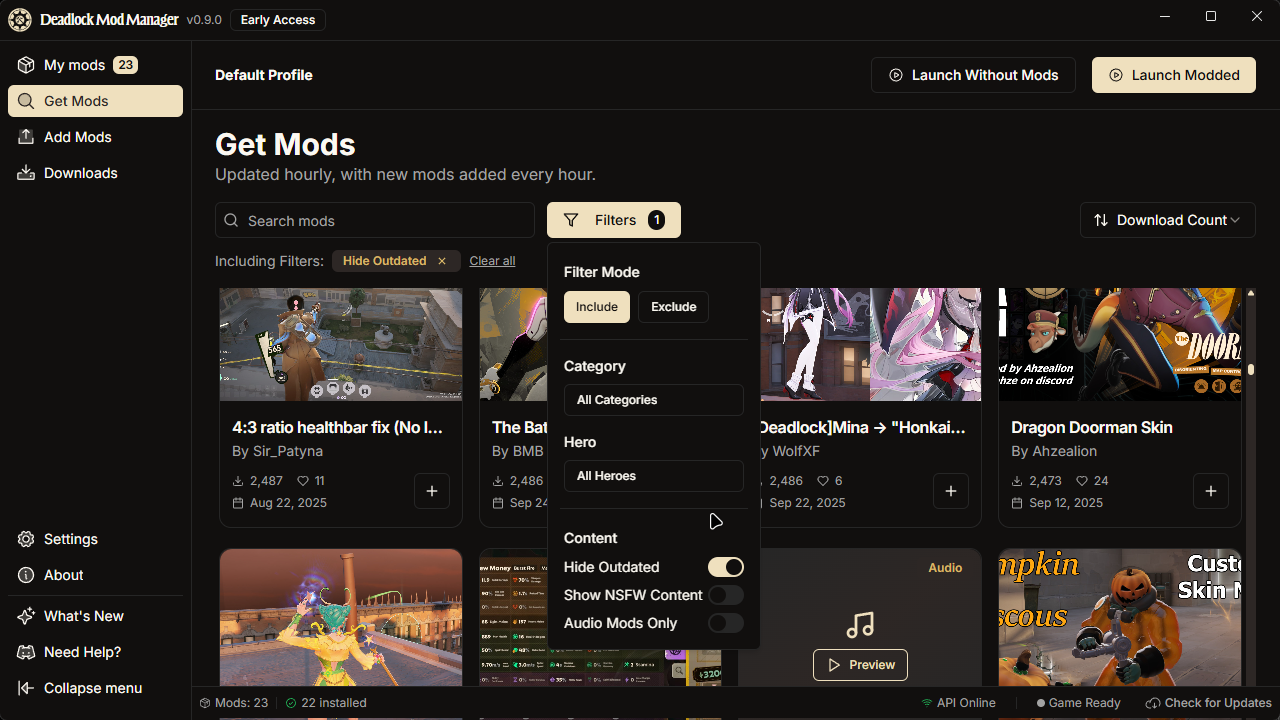 Deadlock Mod Manager v0.9.0 Early Access
My mods 23
Get Mods
Add Mods
Downloads
Settings
About
What's New
Need Help?
Collapse menu
Default Profile
Launch Without Mods
Launch Modded
Get Mods
Updated hourly, with new mods added every hour.
Search mods
Filters 1
Download Count
Including Filters: Hide Outdated × Clear all
Filter Mode
Include Exclude
Category
All Categories
Hero
All Heroes
Content
Hide Outdated
Show NSFW Content
Audio Mods Only
4:3 ratio healthbar fix (No I...
By Sir_Patyna
2,487 11
Aug 22, 2025
The Bat
By BMB
2,486
Sep 24
Deadlock]Mina → "Honkai...
y WolfXF
2,486 6
Sep 22, 2025
The
DOOR
ed by Ahzealion
hze on discord
Dragon Doorman Skin
By Ahzealion
2,473 24
Sep 12, 2025
Audio
Preview
mpkin
scous
Custo
Skin M
Mods: 23
22 installed
API Online
Game Ready
Check for Updates